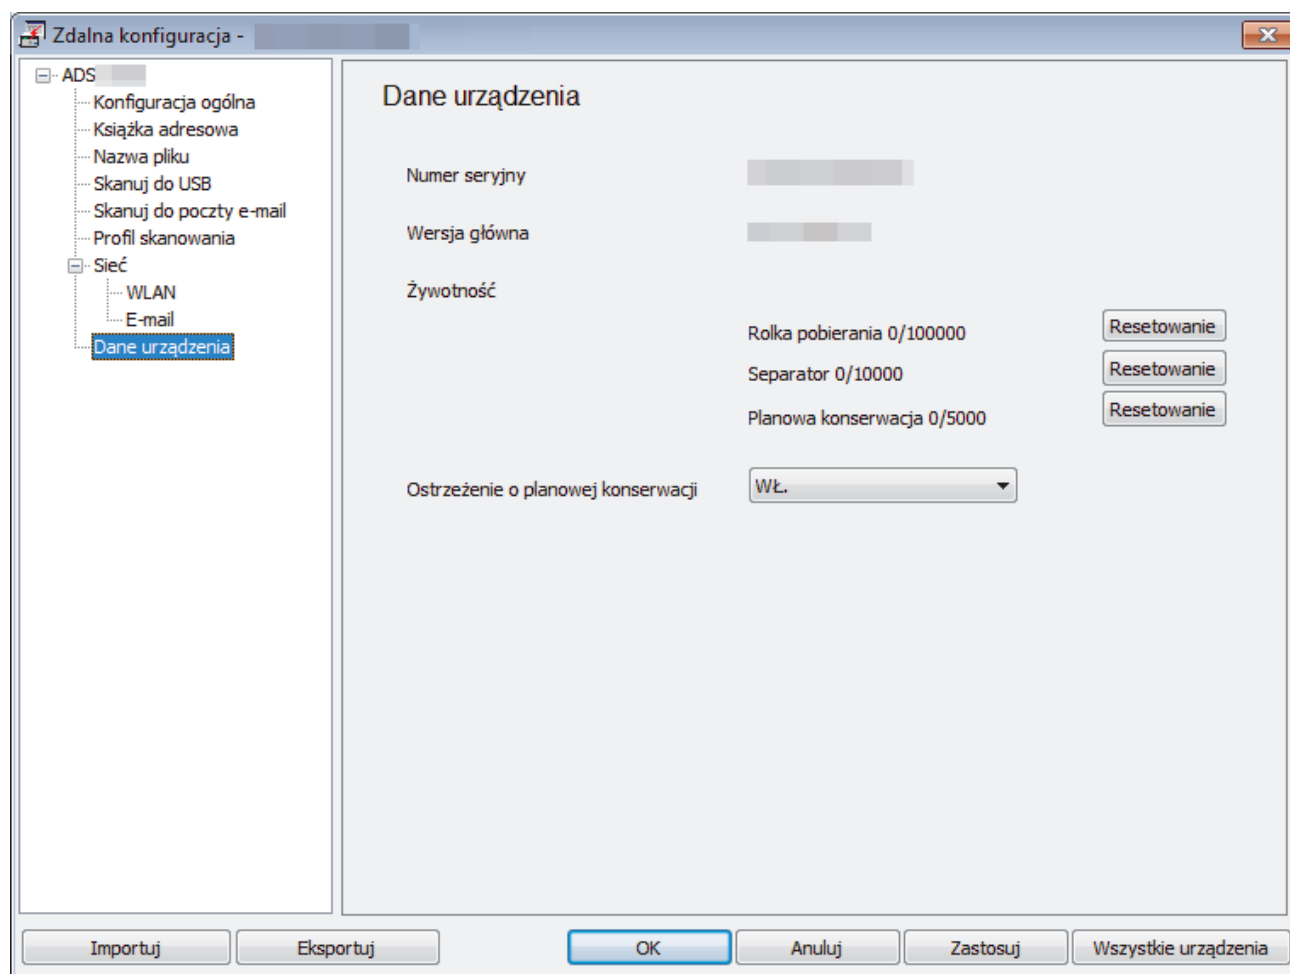 Zdalna konfiguracja -
ADS
Konfiguracja ogólna
Książka adresowa
Nazwa pliku
Skanuj do USB
Skanuj do poczty e-mail
Profil skanowania
Sieć
WLAN
E-mail
Dane urządzenia
Dane urządzenia
Numer seryjny
Wersja główna
Żywotność
Rolka pobierania 0/100000 Resetowanie
Separator 0/10000 Resetowanie
Planowa konserwacja 0/5000 Resetowanie
Ostrzeżenie o planowej konserwacji WŁ.
Importuj Eksportuj OK Anuluj Zastosuj Wszystkie urządzenia